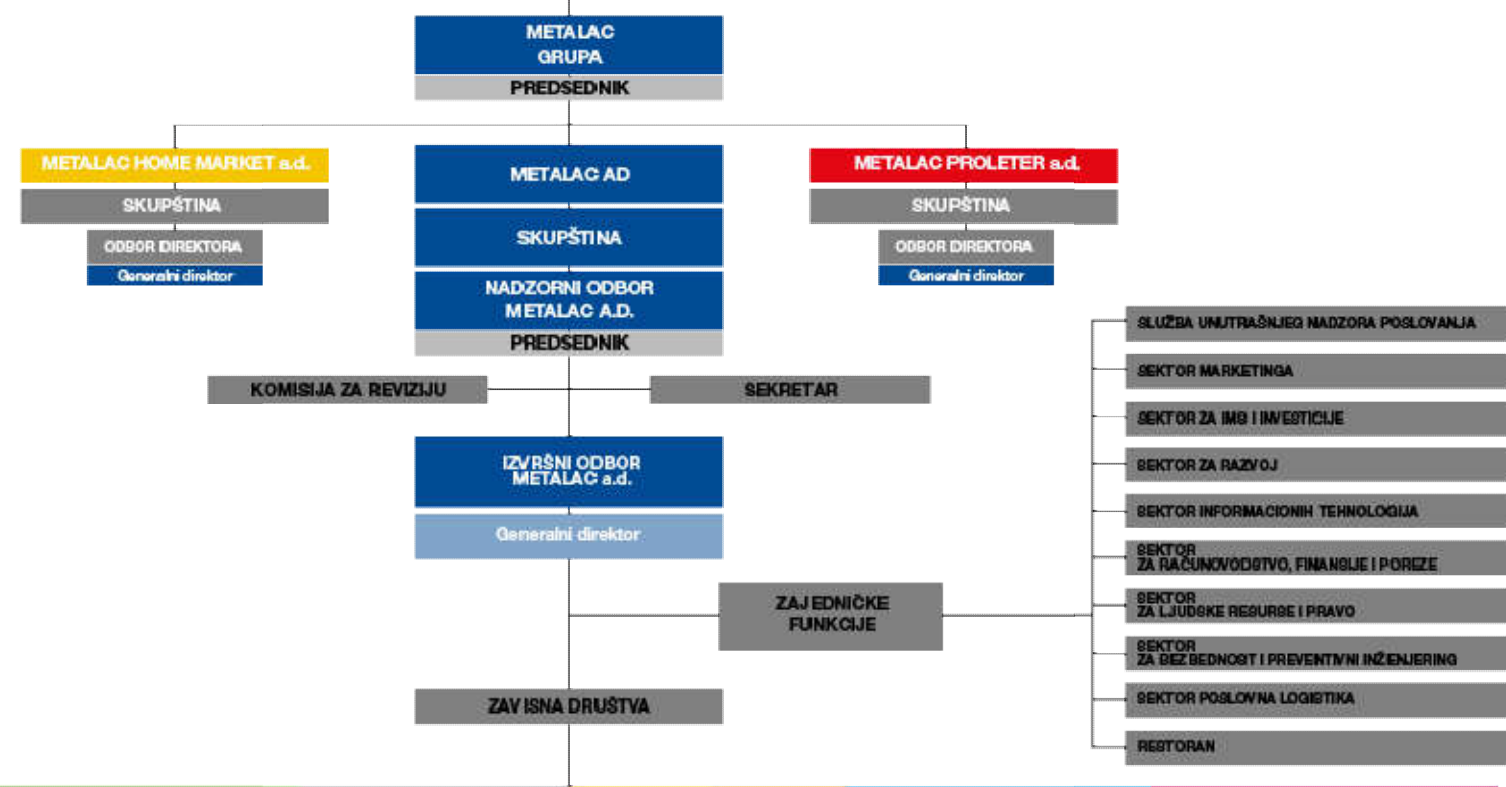 METALAC
GRUPA
PREDSEDNIK
METALAC HOME MARKET a.d.
SKUPŠTINA
ODBOR DIREKTORA
Generalni direktor
METALAC AD
SKUPŠTINA
NADZORNI ODBOR
METALAC A.D.
PREDSEDNIK
METALAC PROLETER a.d.
SKUPŠTINA
ODBOR DIREKTORA
Generalni direktor
KOMISIJA ZA REVIZIJU
SEKRETAR
IZVRŠNI ODBOR
METALAC a.d.
Generalni direktor
ZAJEDNIČKE
FUNKCIJE
SLUŽBA UNUTRAŠNJEG NADZORA POSLOVANJA
SEKTOR MARKETINGA
SEKTOR ZA IMS I INVESTICIJE
SEKTOR ZA RAZVOJ
SEKTOR INFORMACIONIH TEHNOLOGIJA
SEKTOR
ZA RAČUNOVODSTVO, FINANSIJE I POREZE
SEKTOR
ZA LJUDSKE RESURSE I PRAVO
SEKTOR
ZA BEZBEDNOST I PREVENTIVNI INŽENJERING
SEKTOR POSLOVNA LOGISTIKA
RESTORAN
ZAVISNA DRUŠTVA